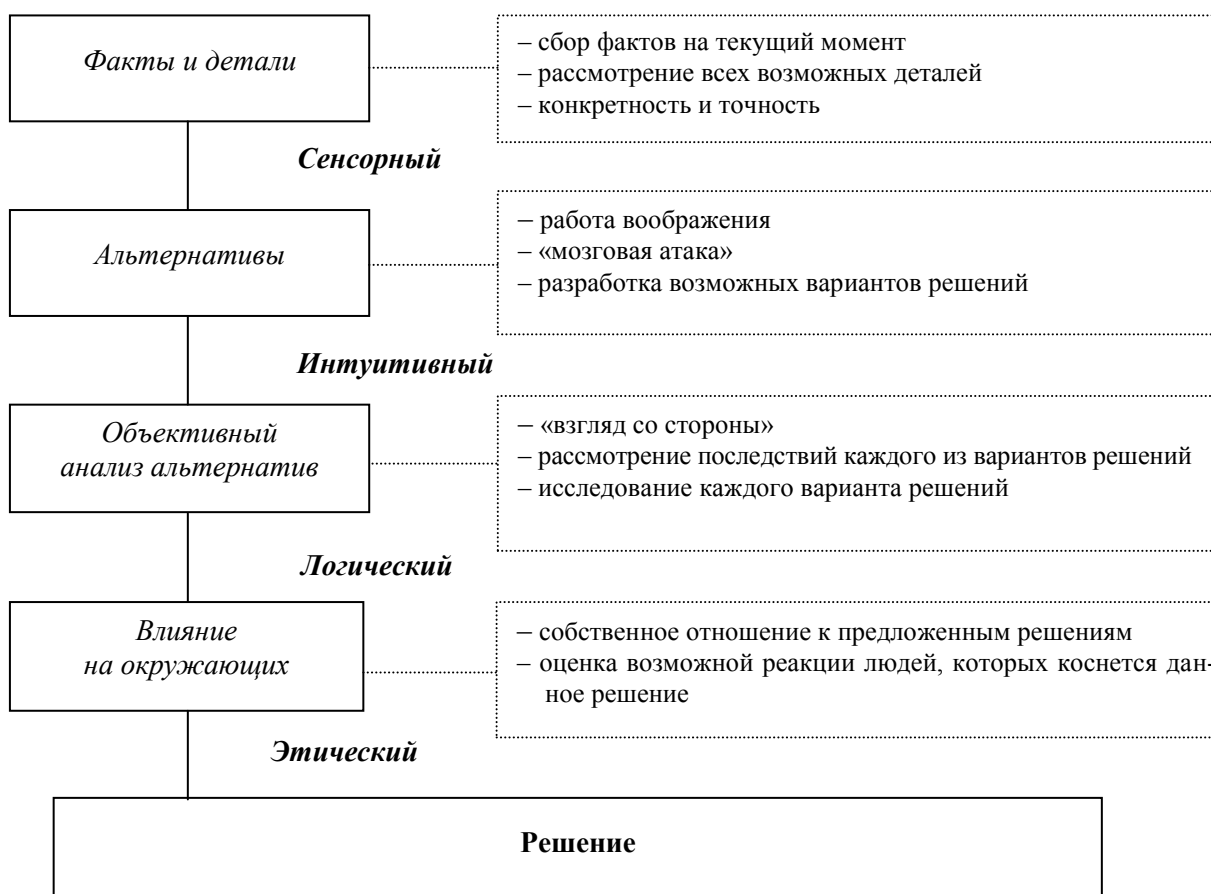 Факты и детали
– сбор фактов на текущий момент
– рассмотрение всех возможных деталей
– конкретность и точность
Сенсорный
Альтернативы
– работа воображения
– «мозговая атака»
– разработка возможных вариантов решений
Интуитивный
Объективный
анализ альтернатив
– «взгляд со стороны»
– рассмотрение последствий каждого из вариантов решений
– исследование каждого варианта решений
Логический
Влияние
на окружающих
– собственное отношение к предложенным решениям
– оценка возможной реакции людей, которых коснется дан-
ное решение
Этический
Решение